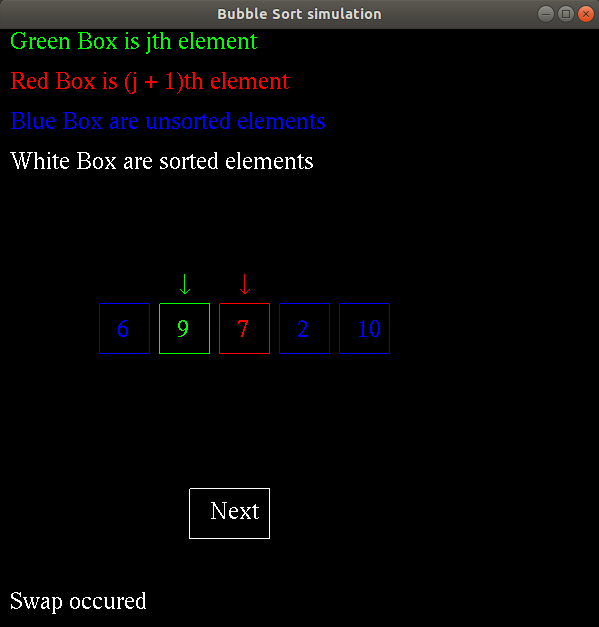 Bubble Sort simulation
Green Box is jth element
Red Box is (j + 1)th element
Blue Box are unsorted elements
White Box are sorted elements
↓ ↓
6 9 7 2 10
Next
Swap occured